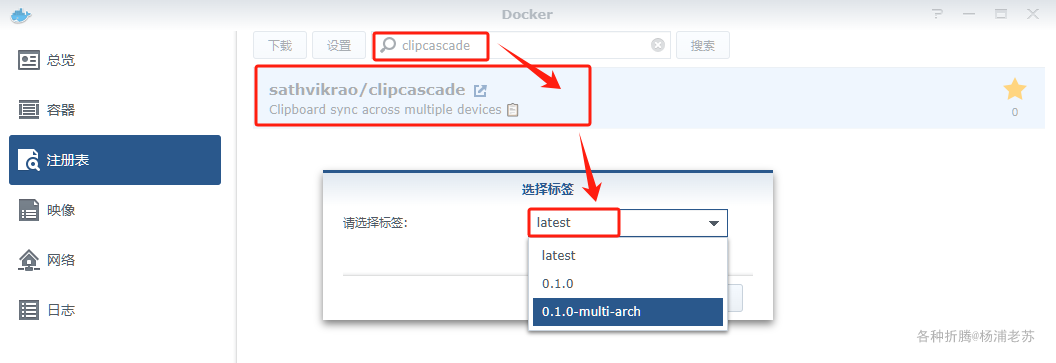 Docker
总览
容器
注册表
映像
网络
日志
下载
设置
clipcascade
搜索
sathvikrao/clipcascade
Clipboard sync across multiple devices
0
选择标签
请选择标签:
latest
latest
0.1.0
0.1.0-multi-arch
各种折腾@杨浦老苏